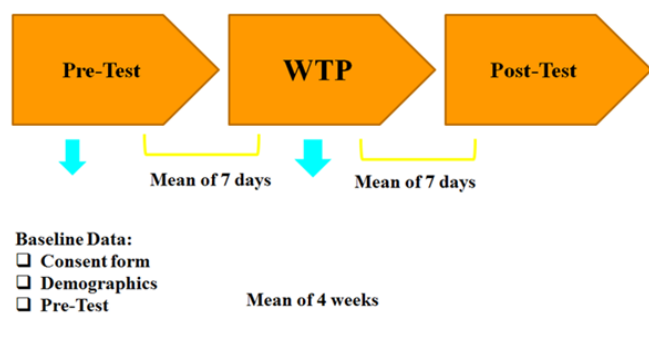 Pre-Test
WTP
Post-Test
Mean of 7 days
Mean of 7 days
Baseline Data:
❑ Consent form
❑ Demographics
❑ Pre-Test
Mean of 4 weeks